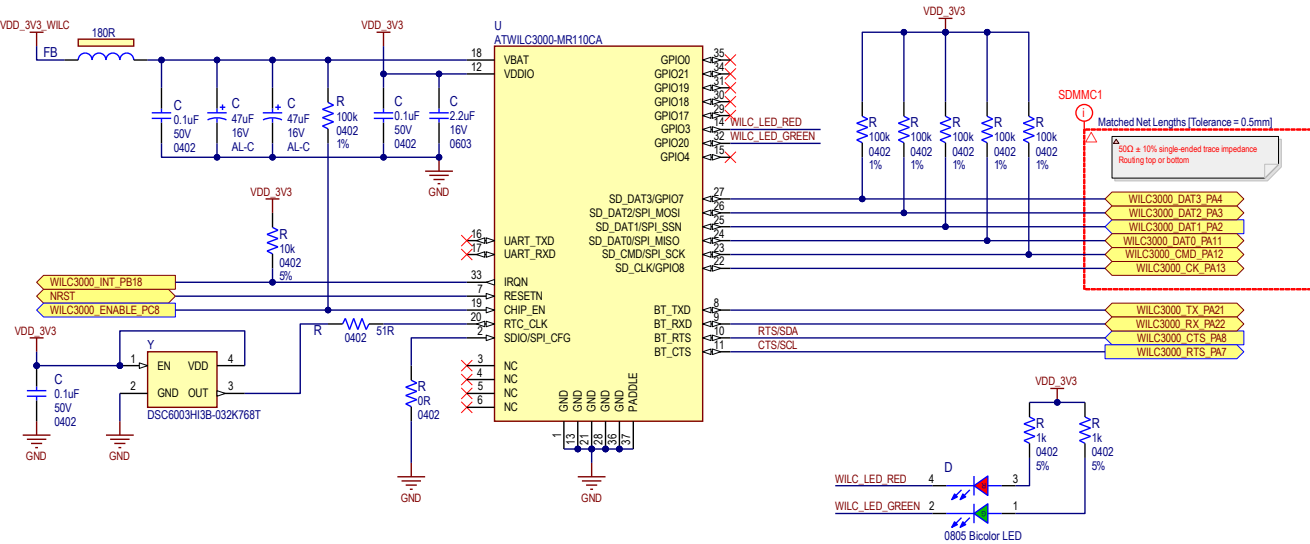 VDD_3V3_WILC
180R
FB
VDD_3V3
U
ATWILC3000-MR110CA
VDD_3V3
18
VBAT
12
VDDIO
GPIO0
35
GPIO21
34
GPIO19
31
GPIO18
30
GPIO17
29
GPIO3
14
WILC_LED_RED
GPIO20
32
WILC_LED_GREEN
GPIO4
15
C
0.1uF
50V
0402
C
47uF
16V
AL-C
C
47uF
16V
AL-C
R
100k
0402
1%
C
0.1uF
50V
0402
C
2.2uF
16V
0603
GND
R
100k
0402
1%
R
100k
0402
1%
R
100k
0402
1%
R
100k
0402
1%
R
100k
0402
1%
SDMMC1
i
Matched Net Lengths [Tolerance = 0.5mm]
50Ω ± 10% single-ended trace impedance
Routing top or bottom
VDD_3V3
R
10k
0402
5%
SD_DAT3/GPIO7
27
WILC3000_DAT3_PA4
SD_DAT2/SPI_MOSI
26
WILC3000_DAT2_PA3
SD_DAT1/SPI_SSN
25
WILC3000_DAT1_PA2
SD_DAT0/SPI_MISO
24
WILC3000_DAT0_PA11
SD_CMD/SPI_SCK
23
WILC3000_CMD_PA12
SD_CLK/GPIO8
22
WILC3000_CK_PA13
16
UART_TXD
17
UART_RXD
WILC3000_INT_PB18
33
IRQN
NRST
7
RESETN
WILC3000_ENABLE_PC8
19
CHIP_EN
20
RTC_CLK
2
SDIO/SPI_CFG
3
NC
4
NC
5
NC
6
NC
BT_TXD
8
WILC3000_TX_PA21
BT_RXD
9
WILC3000_RX_PA22
BT_RTS
10
RTS/SDA
WILC3000_CTS_PA8
BT_CTS
11
CTS/SCL
WILC3000_RTS_PA7
R
0402
51R
VDD_3V3
C
0.1uF
50V
0402
GND
Y
1
EN
VDD
4
2
GND
OUT
3
DSC6003HI3B-032K768T
GND
R
0R
0402
GND
GND
GND
GND
GND
GND
PADDLE
1
13
21
28
36
37
GND
VDD_3V3
R
1k
0402
5%
R
1k
0402
5%
D
WILC_LED_RED
4
3
WILC_LED_GREEN
2
1
0805 Bicolor LED